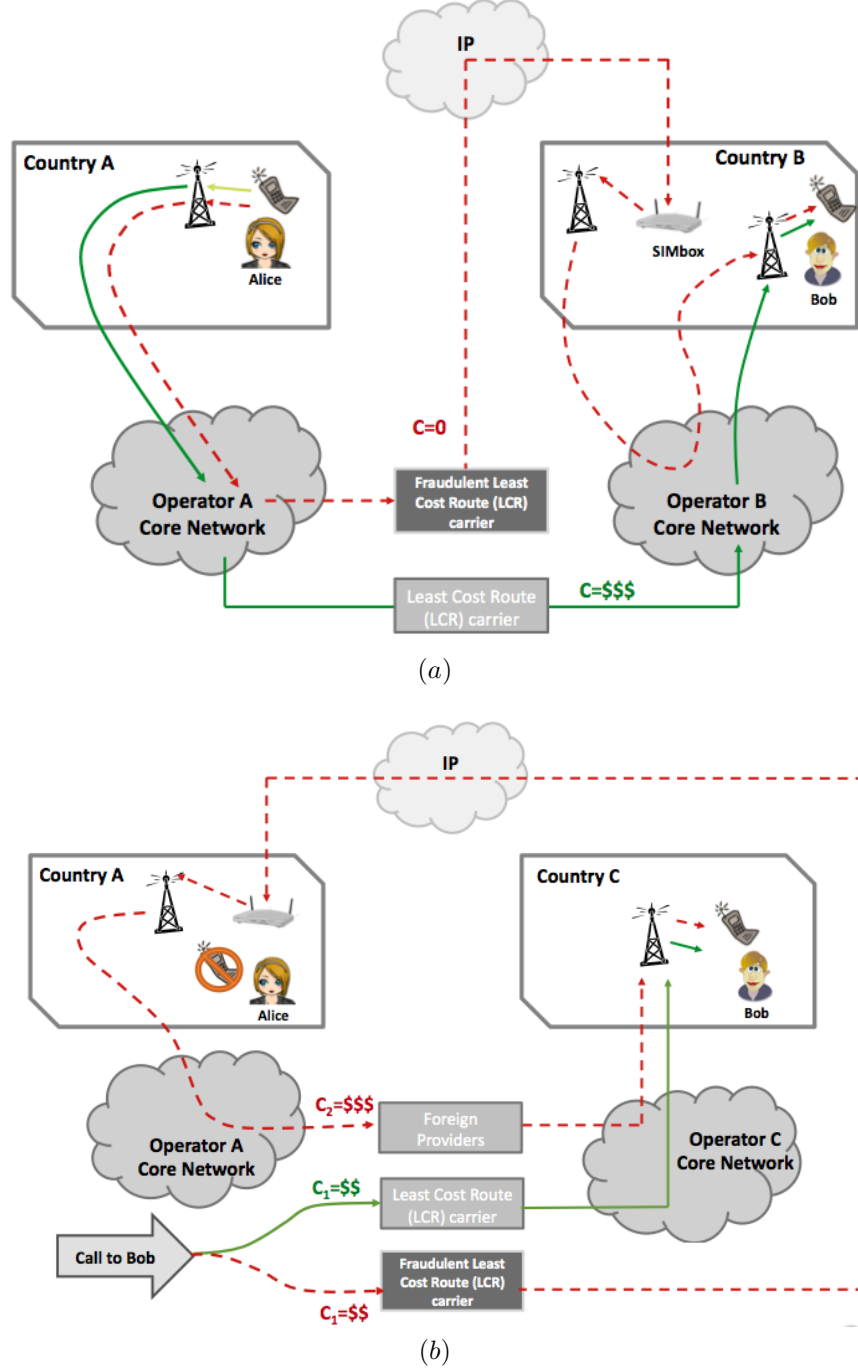 IP
Country A
Country B
Alice
SIMbox
Bob
C=0
Operator A
Core Network
Fraudulent Least
Cost Route (LCR)
carrier
Operator B
Core Network
Least Cost Route
(LCR) carrier
C=$$$
(a)
IP
Country A
Country C
Alice
Bob
Operator A
Core Network
C₂=$$$
Foreign
Providers
Operator C
Core Network
C₁=$$
Least Cost Route
(LCR) carrier
Call to Bob
C₁=$$
Fraudulent Least
Cost Route (LCR)
carrier
(b)